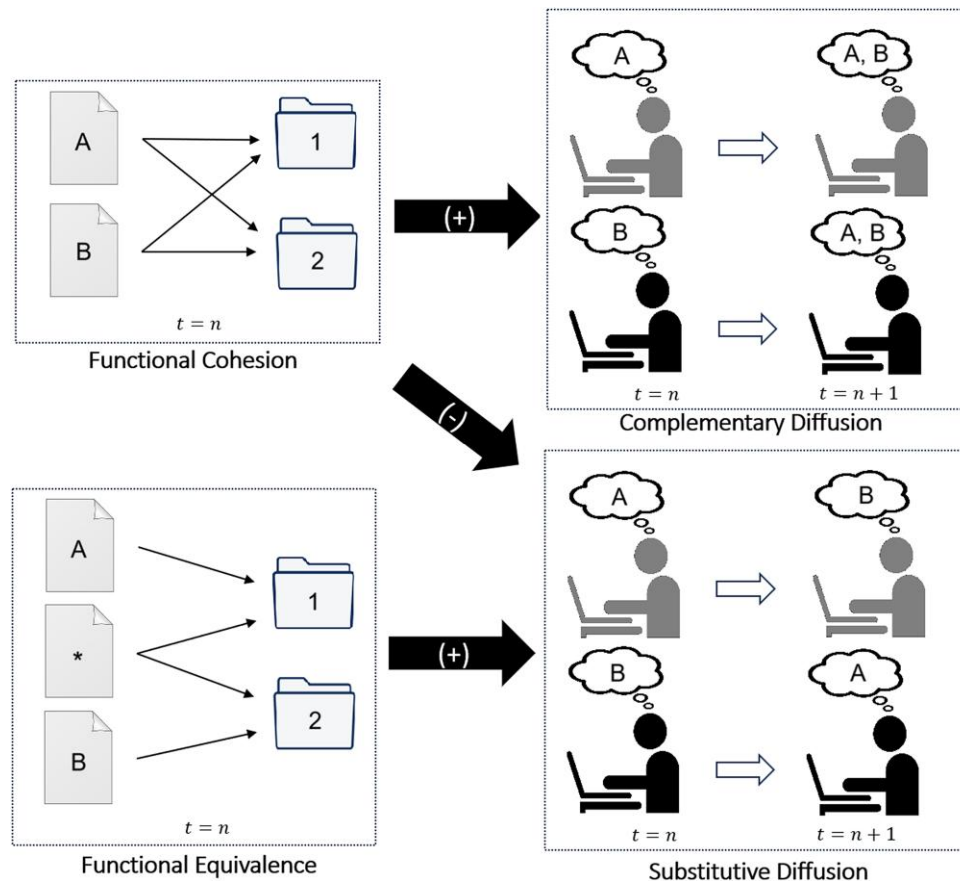 A
B
1
2
t = n
Functional Cohesion
(+)
A
A, B
B
A, B
t = n
t = n + 1
Complementary Diffusion
(-)
A
*
B
1
2
t = n
Functional Equivalence
(+)
A
B
B
A
t = n
t = n + 1
Substitutive Diffusion